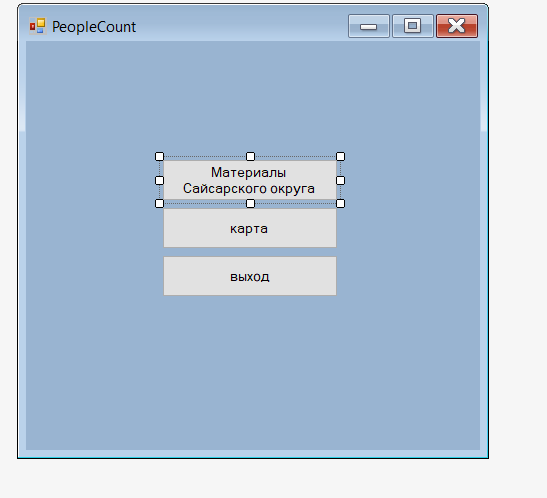 PeopleCount
Материалы
Сайсарского округа
карта
выход